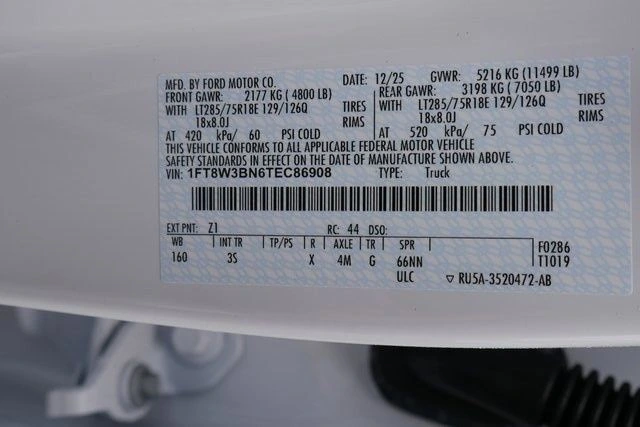 MFD. BY FORD MOTOR CO. DATE: 12/25 GVWR: 5216 KG (11499 LB)
FRONT GAWR: 2177 KG (4800 LB) REAR GAWR: 3198 KG (7050 LB)
WITH LT285/75R18E 129/126Q TIRES WITH LT285/75R18E 129/126Q TIRES
18x8.0J RIMS 18x8.0J RIMS
AT 420 kPa/ 60 PSI COLD AT 520 kPa/ 75 PSI COLD
THIS VEHICLE CONFORMS TO ALL APPLICABLE FEDERAL MOTOR VEHICLE
SAFETY STANDARDS IN EFFECT ON THE DATE OF MANUFACTURE SHOWN ABOVE.
VIN: 1FT8W3BN6TEC86908 TYPE: Truck
EXT PNT: Z1 RC: 44 DSO:
WB INT TR TP/PS R AXLE TR SPR F0286
160 3S X 4M G 66NN T1019
ULC RU5A-3520472-AB